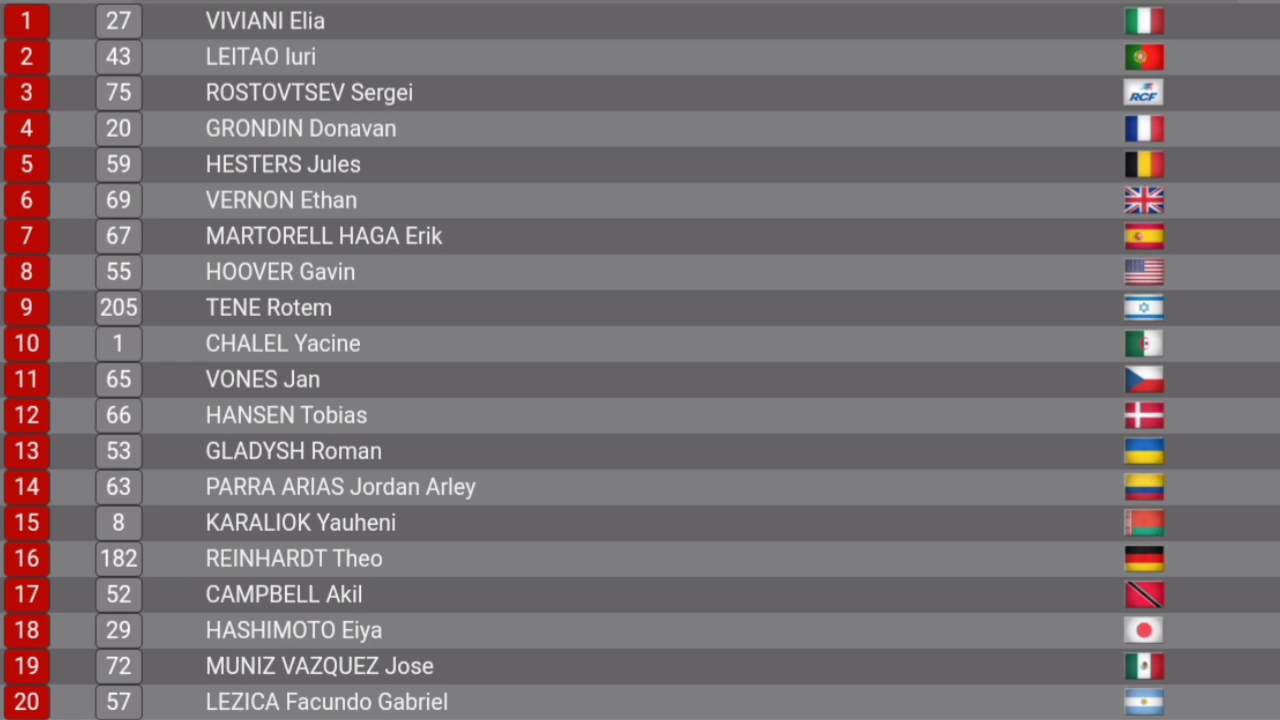 1 27 VIVIANI Elia
2 43 LEITAO Iuri
3 75 ROSTOVTSEV Sergei RCF
4 20 GRONDIN Donavan
5 59 HESTERS Jules
6 69 VERNON Ethan
7 67 MARTORELL HAGA Erik
8 55 HOOVER Gavin
9 205 TENE Rotem
10 1 CHALEL Yacine
11 65 VONES Jan
12 66 HANSEN Tobias
13 53 GLADYSH Roman
14 63 PARRA ARIAS Jordan Arley
15 8 KARALIOK Yauheni
16 182 REINHARDT Theo
17 52 CAMPBELL Akil
18 29 HASHIMOTO Eiya
19 72 MUNIZ VAZQUEZ Jose
20 57 LEZICA Facundo Gabriel